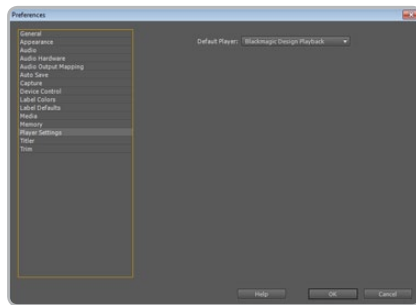 Preferences
General
Appearance
Audio
Audio Hardware
Audio Output Mapping
Auto Save
Capture
Device Control
Label Colors
Label Defaults
Media
Memory
Player Settings
Titler
Trim
Default Player: Blackmagic Design Playback
Help OK Cancel